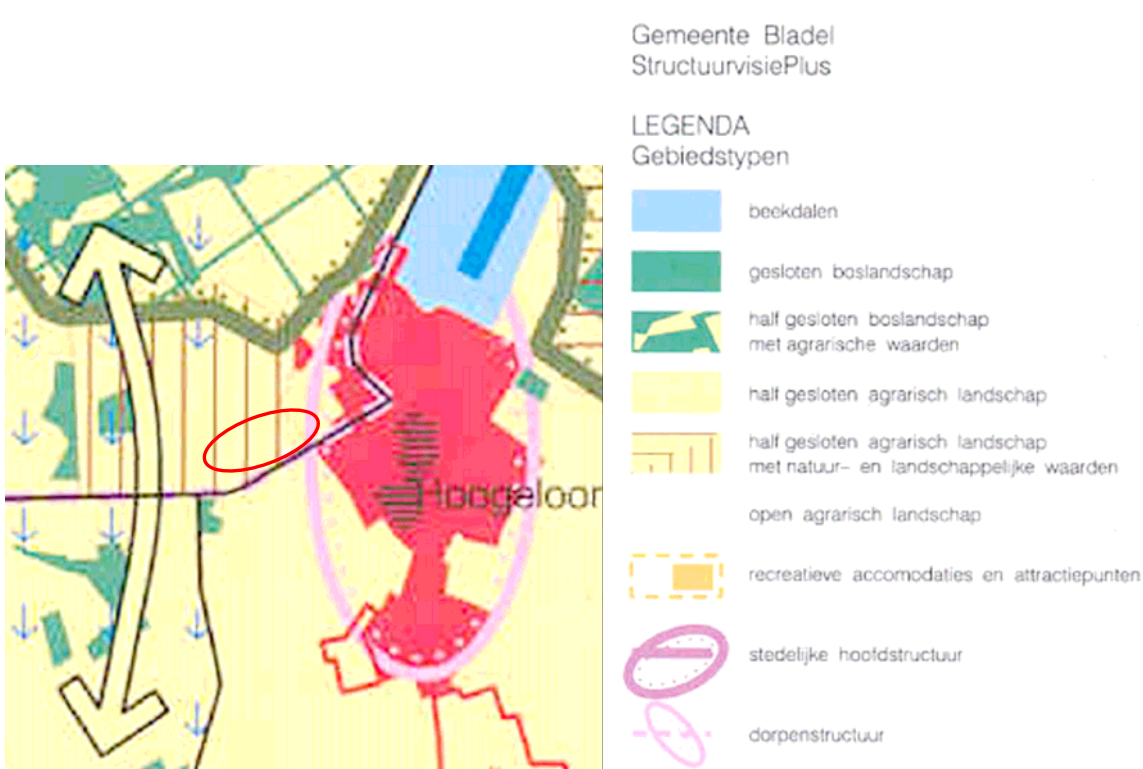 Gemeente Bladel
StructuurvisiePlus
LEGENDA
Gebiedstypen
beekdalen
gesloten boslandschap
half gesloten boslandschap
met agrarische waarden
half gesloten agrarisch landschap
half gesloten agrarisch landschap
met natuur- en landschappelijke waarden
open agrarisch landschap
recreatieve accomodaties en attractiepunten
stedelijke hoofdstructuur
dorpenstructuur
Hoogeloon